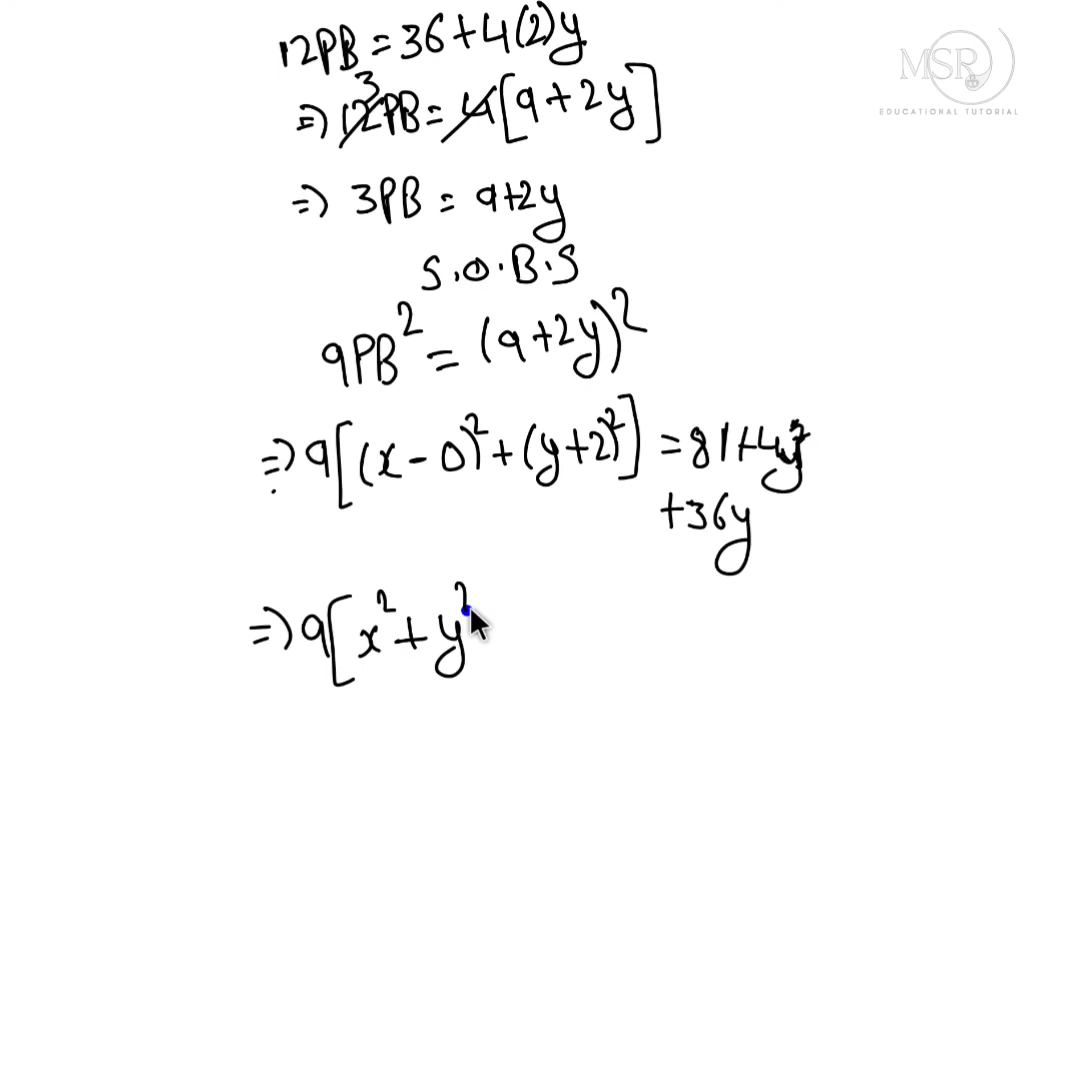 12PB = 36 + 4(2)y
MSR
EDUCATIONAL TUTORIAL
3
⇒ 12PB = 4[9 + 2y]
⇒ 3PB = 9+2y
S.O.B.S
9PB² = (9+2y)²
⇒ 9[(x - 0)² + (y+2)²] = 81+4y²
+36y
⇒ 9[x² + y²